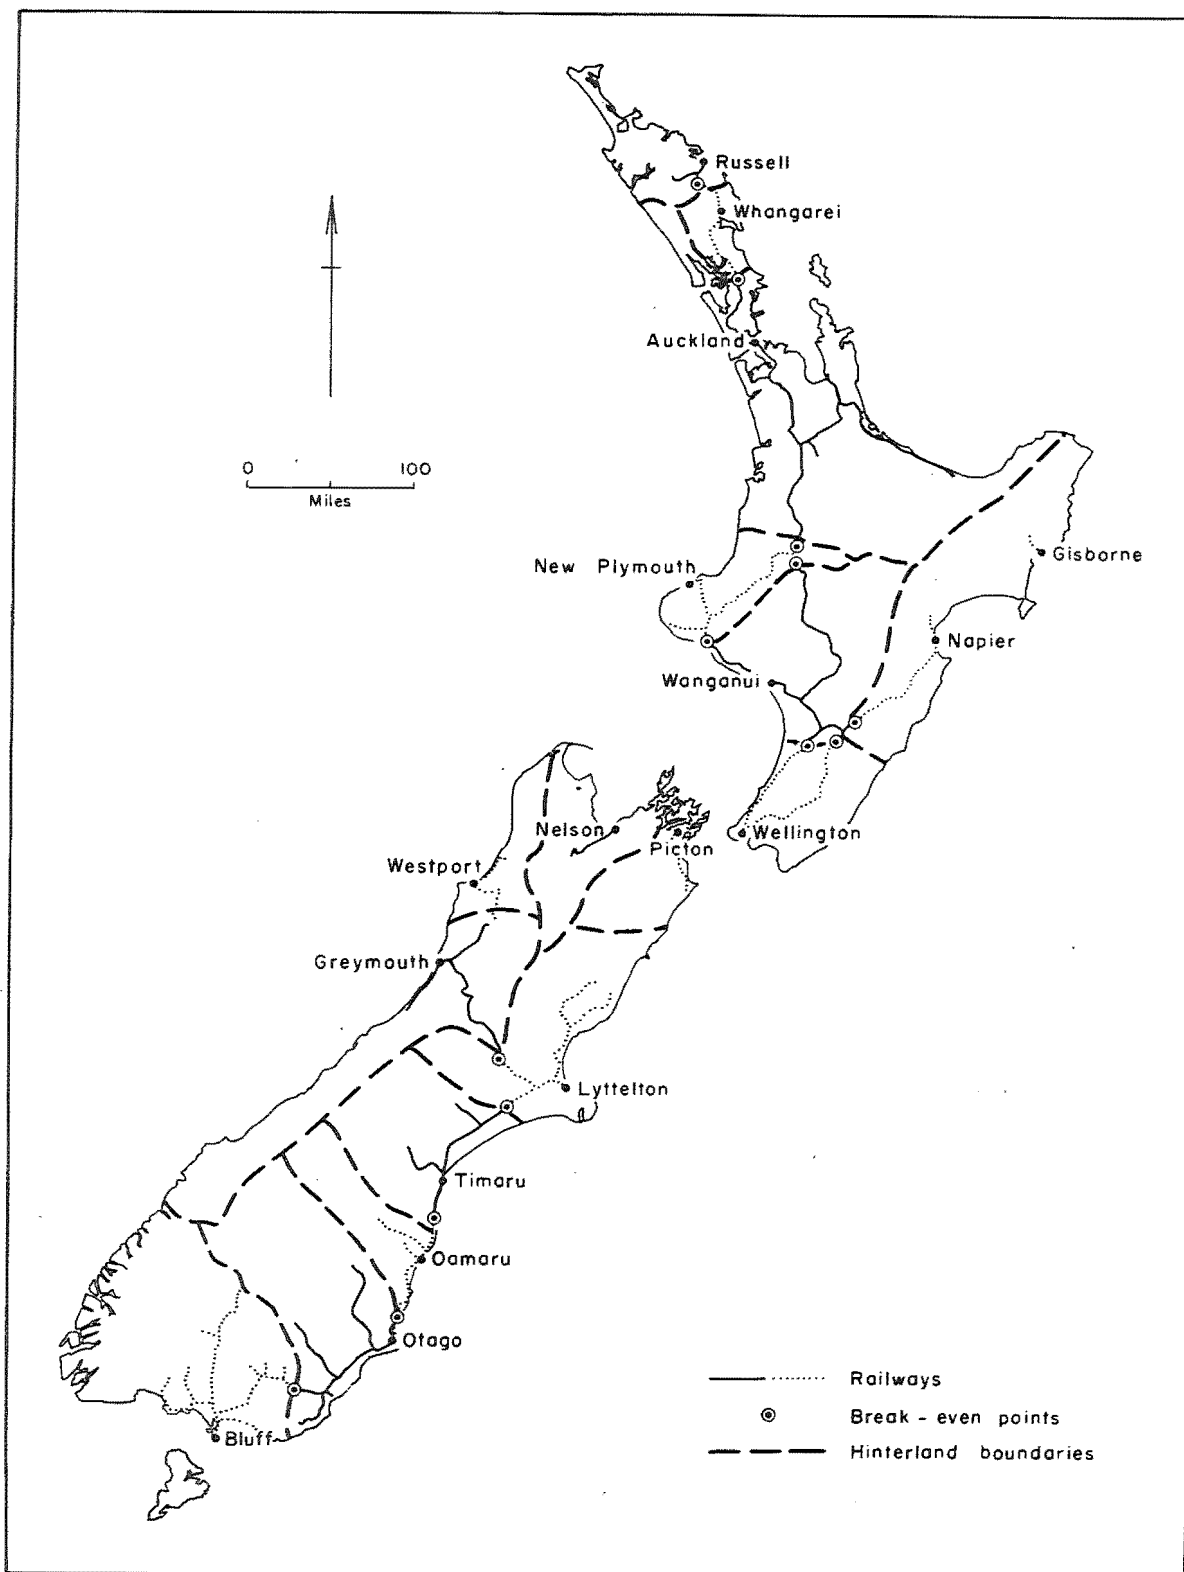 Russell
Whangarei
Auckland
0 100
Miles
New Plymouth
Gisborne
Napier
Wanganui
Nelson
Picton
Wellington
Westport
Greymouth
Lyttelton
Timaru
Oamaru
Otago
Bluff
Railways
Break-even points
Hinterland boundaries